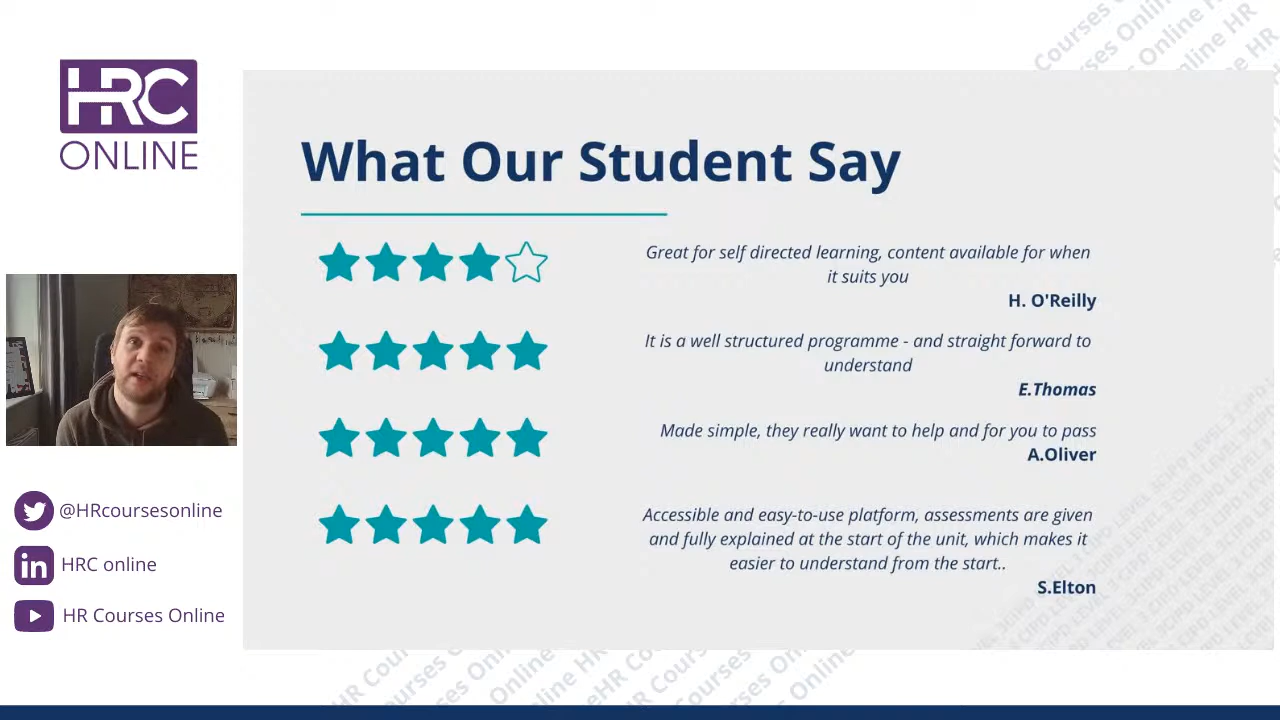 HRC
ONLINE
What Our Student Say
Great for self directed learning, content available for when
it suits you
H. O'Reilly
It is a well structured programme - and straight forward to
understand
E.Thomas
Made simple, they really want to help and for you to pass
A.Oliver
Accessible and easy-to-use platform, assessments are given
and fully explained at the start of the unit, which makes it
easier to understand from the start..
S.Elton
@HRcoursesonline
in
HRC online
HR Courses Online